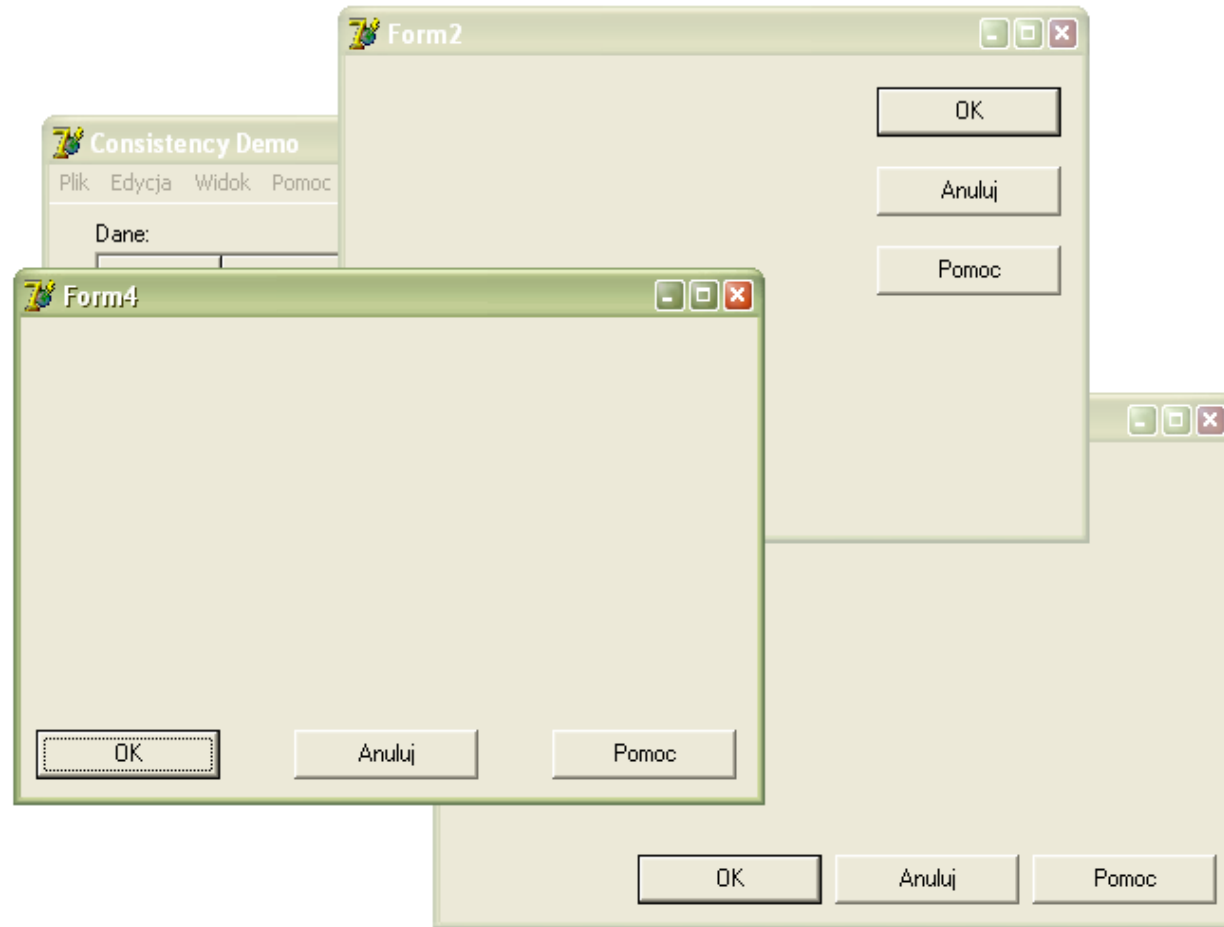 Form2
OK
Consistency Demo
Plik Edycja Widok Pomoc
Anuluj
Dane:
Pomoc
Form4
OK Anuluj Pomoc
OK Anuluj Pomoc